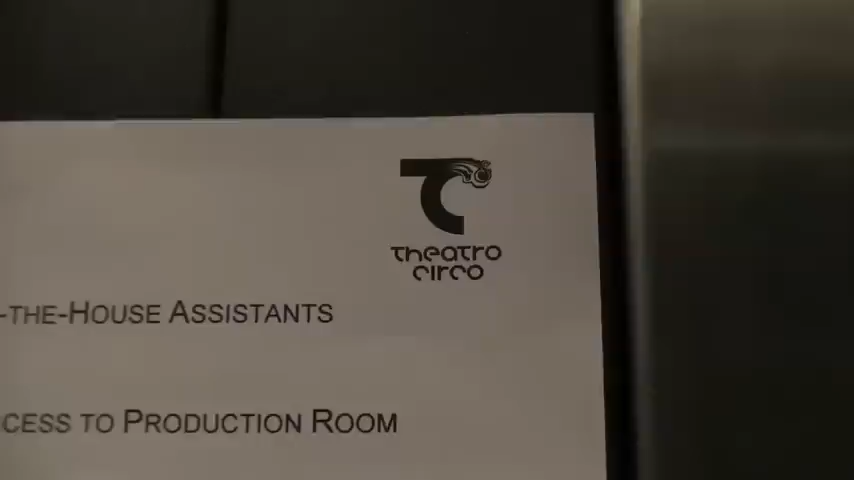 Theatro
circo
-THE-HOUSE ASSISTANTS
CESS TO PRODUCTION ROOM